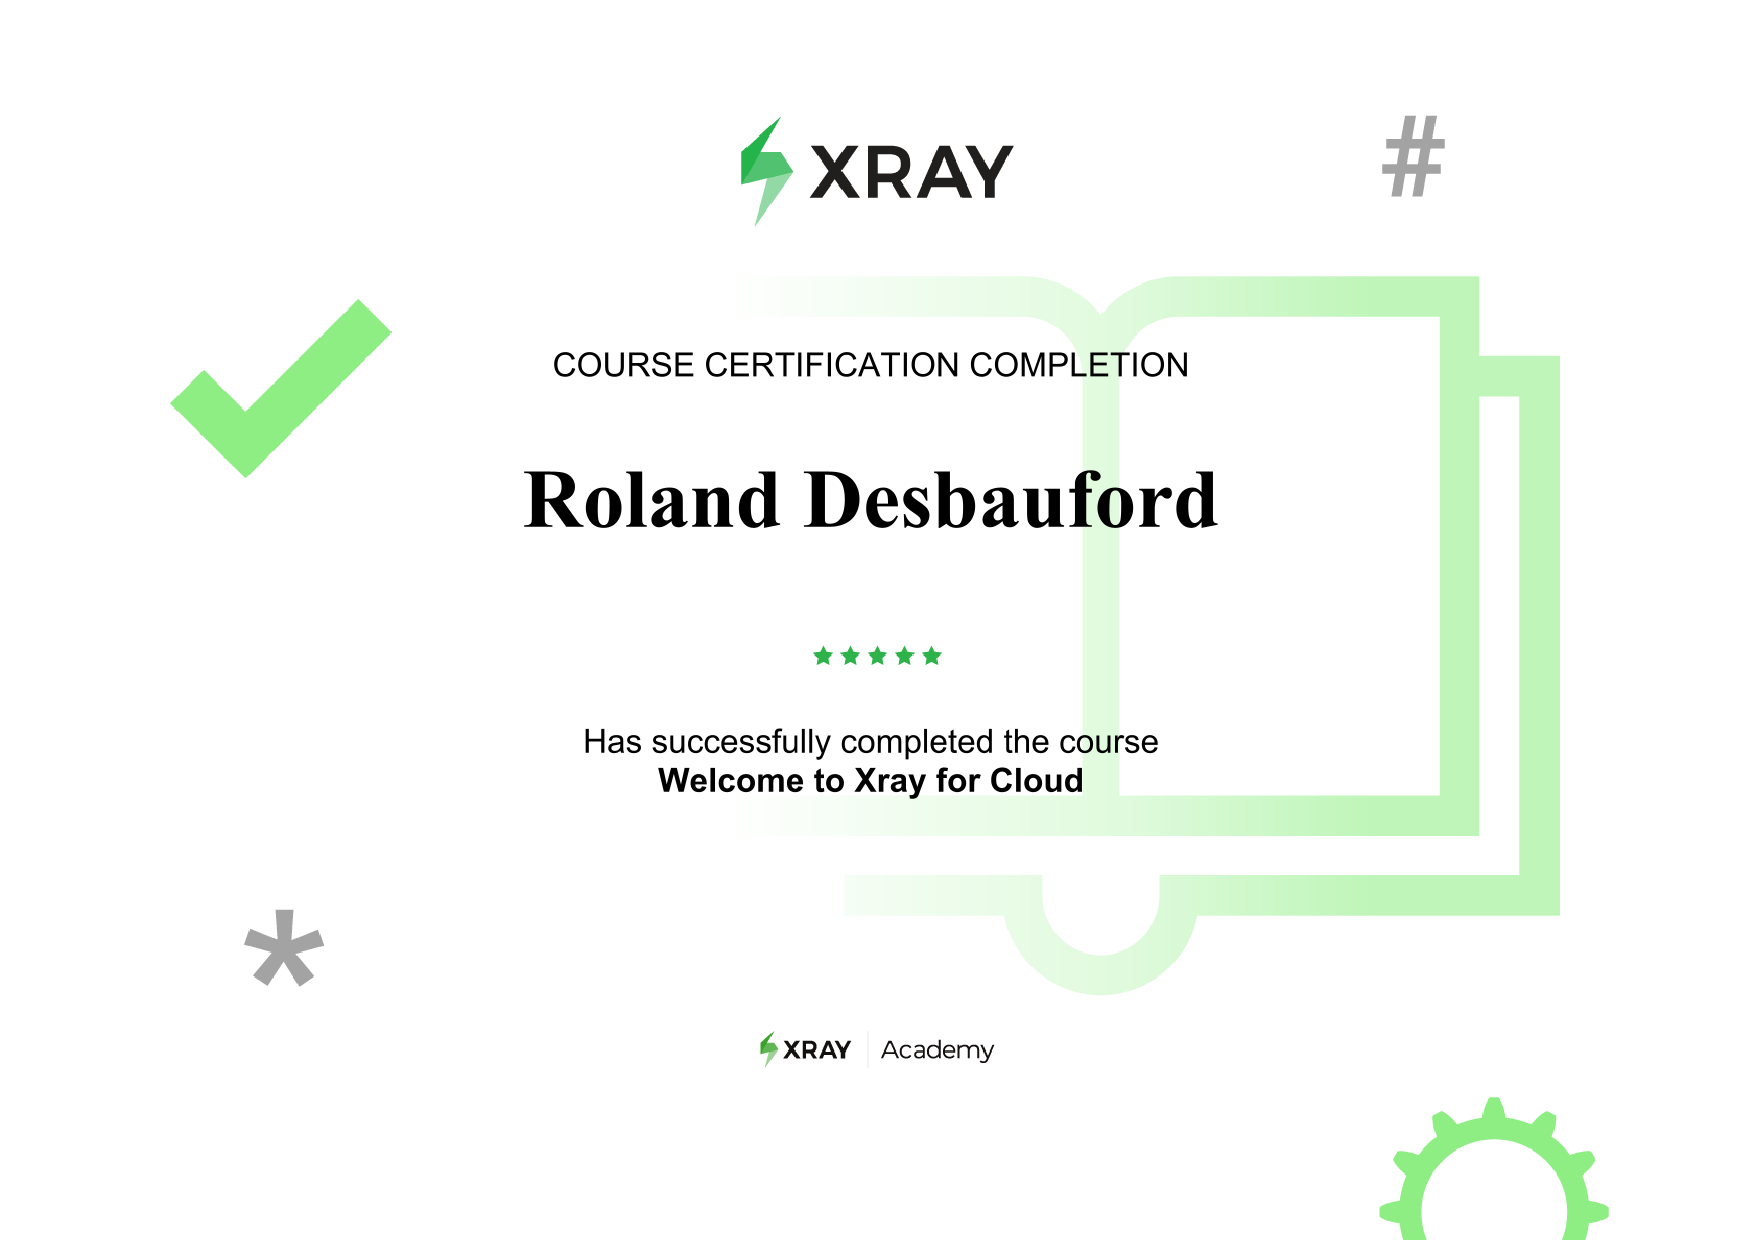 XRAY
#
COURSE CERTIFICATION COMPLETION
Roland Desbauford
Has successfully completed the course
Welcome to Xray for Cloud
*
XRAY | Academy